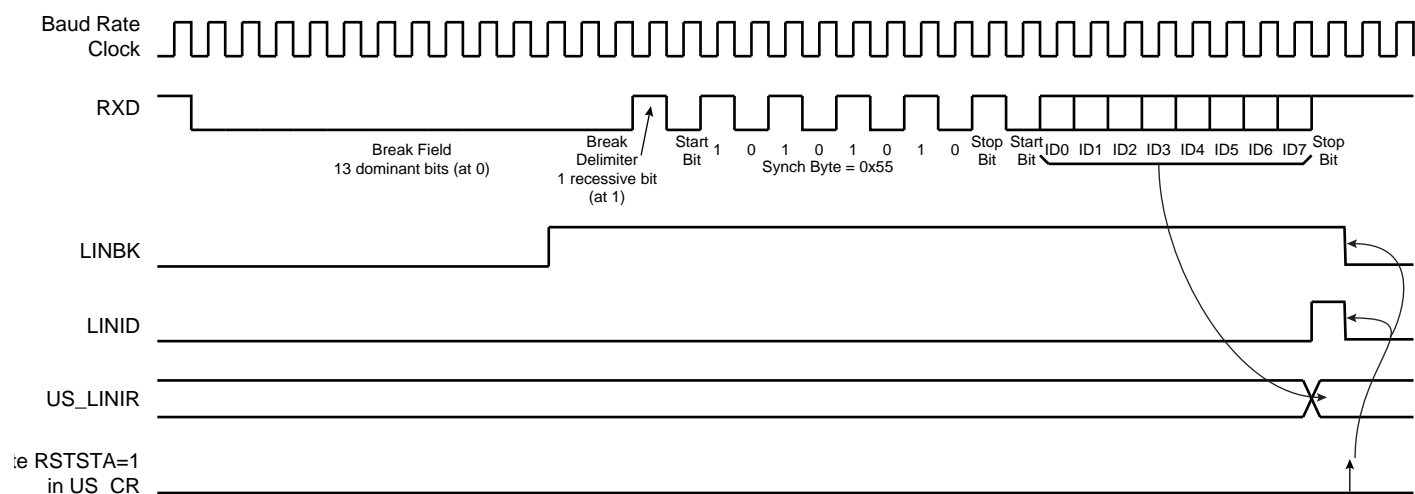 Baud Rate
Clock
RXD
Break Field
13 dominant bits (at 0)
Break
Delimiter
1 recessive bit
(at 1)
Start
Bit
1 0 1 0 1 0 1 0
Synch Byte = 0x55
Stop
Bit
Start
Bit
ID0 ID1 ID2 ID3 ID4 ID5 ID6 ID7
Stop
Bit
LINBK
LINID
US_LINIR
te RSTSTA=1
in US_CR